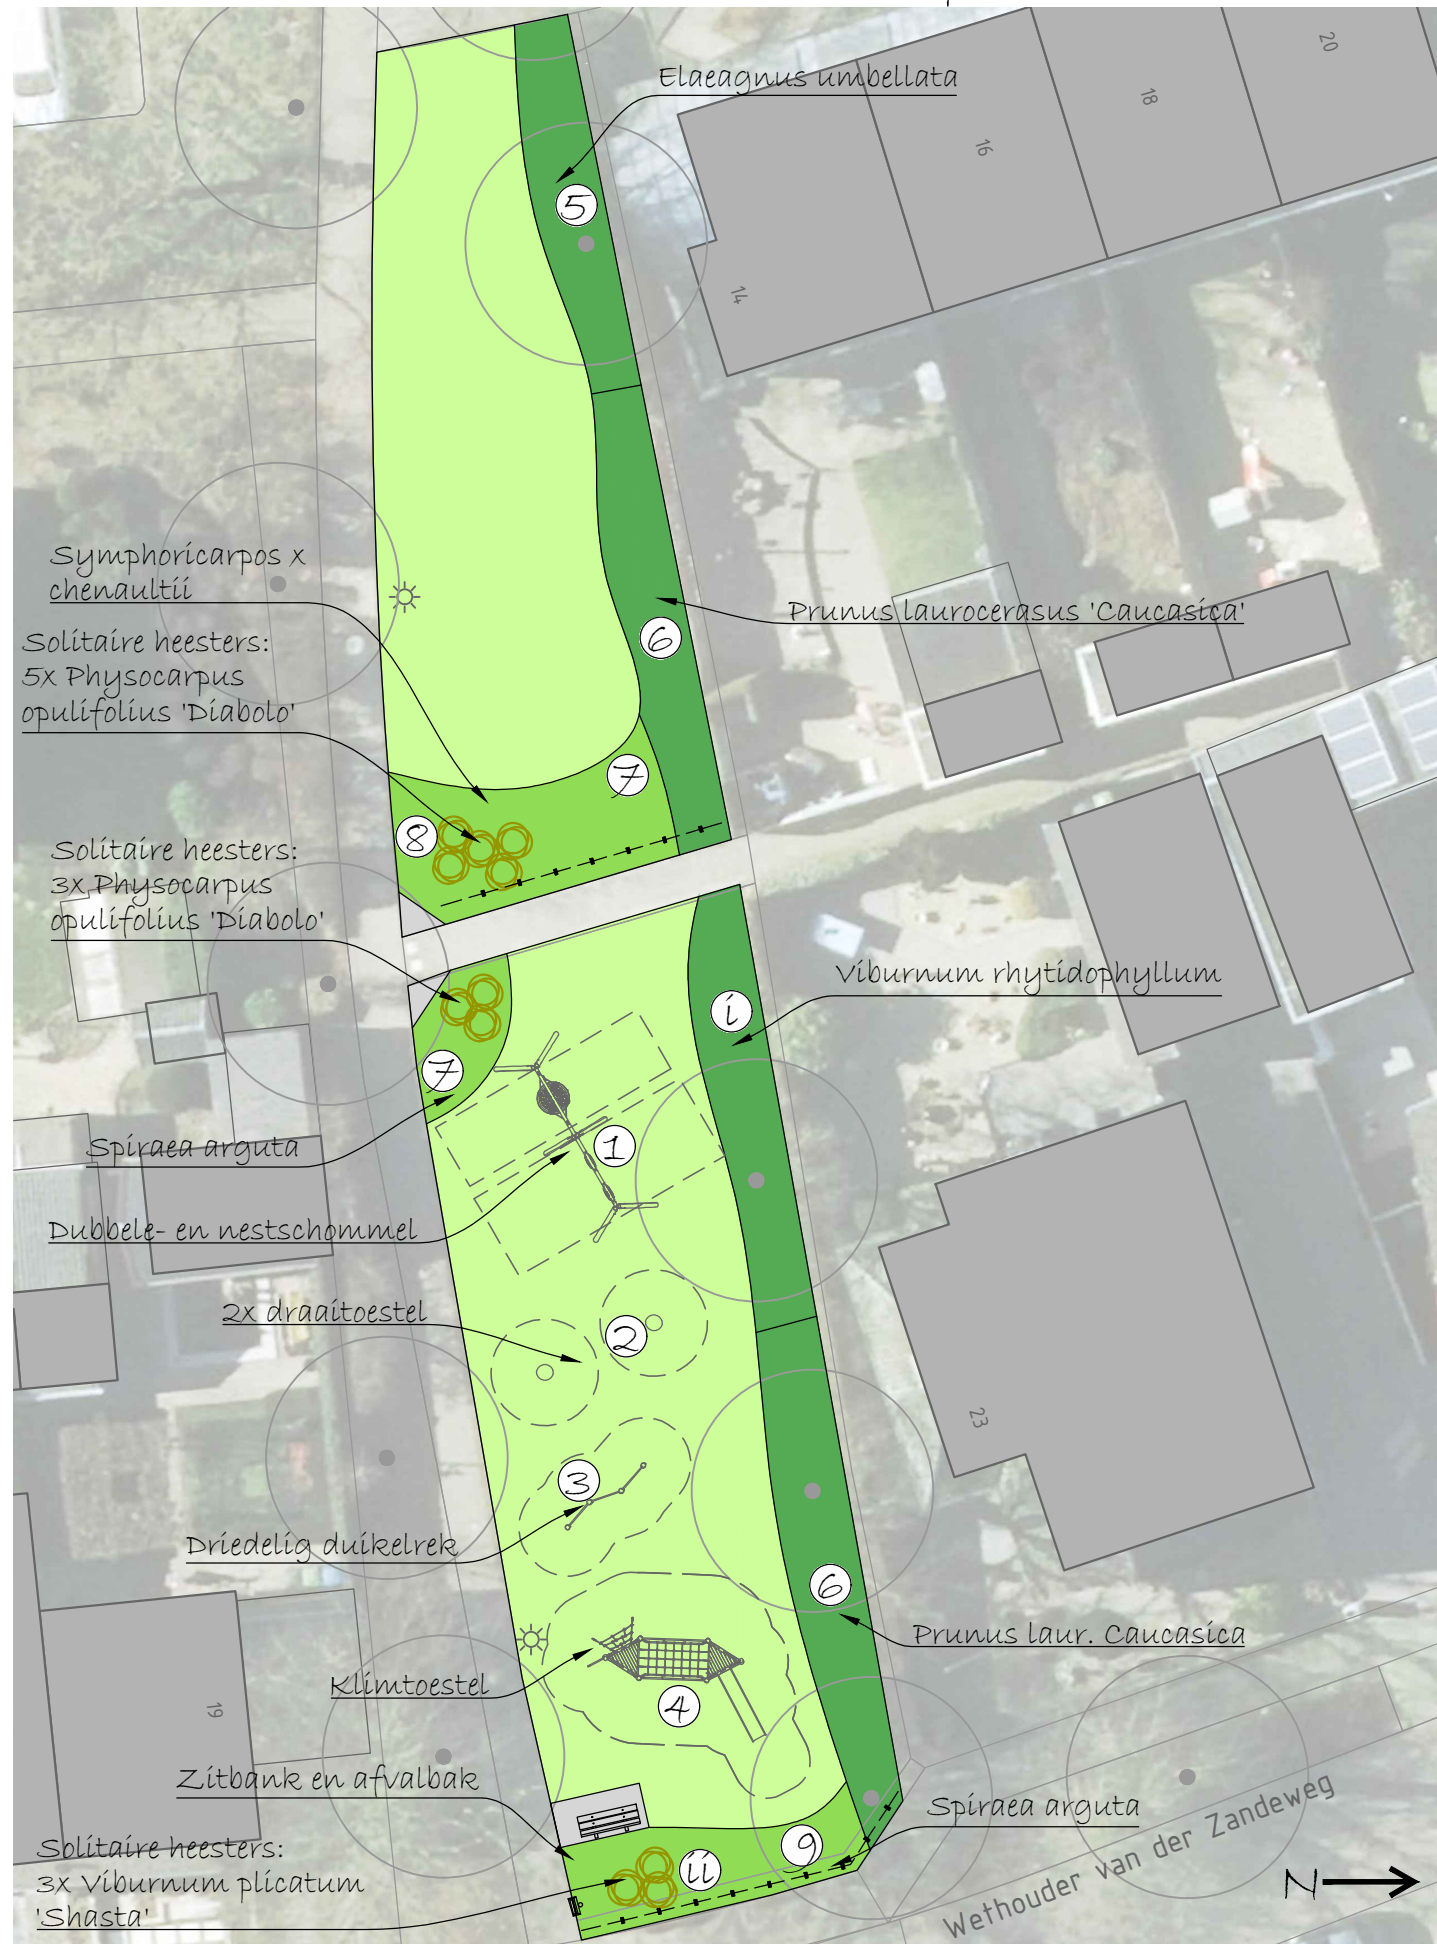 Elaeagnus umbellata
20
18
16
14
5
Symphoricarpos x
chenaultii
Prunus laurocerasus 'Caucasica'
6
Solitaire heesters:
5x Physocarpus
opulifolius 'Diabolo'
7
8
Solitaire heesters:
3x Physocarpus
opulifolius 'Diabolo'
Viburnum rhytidophyllum
i
7
Spiraea arguta
1
Dubbele- en nestschommel
2x draaitoestel
2
23
3
Driedelig duikelrek
6
Prunus laur. Caucasica
Klimtoestel
4
19
Zitbank en afvalbak
Spiraea arguta
9
Solitaire heesters:
3x Viburnum plicatum
'Shasta'
ii
Wethouder van der Zandeweg
N